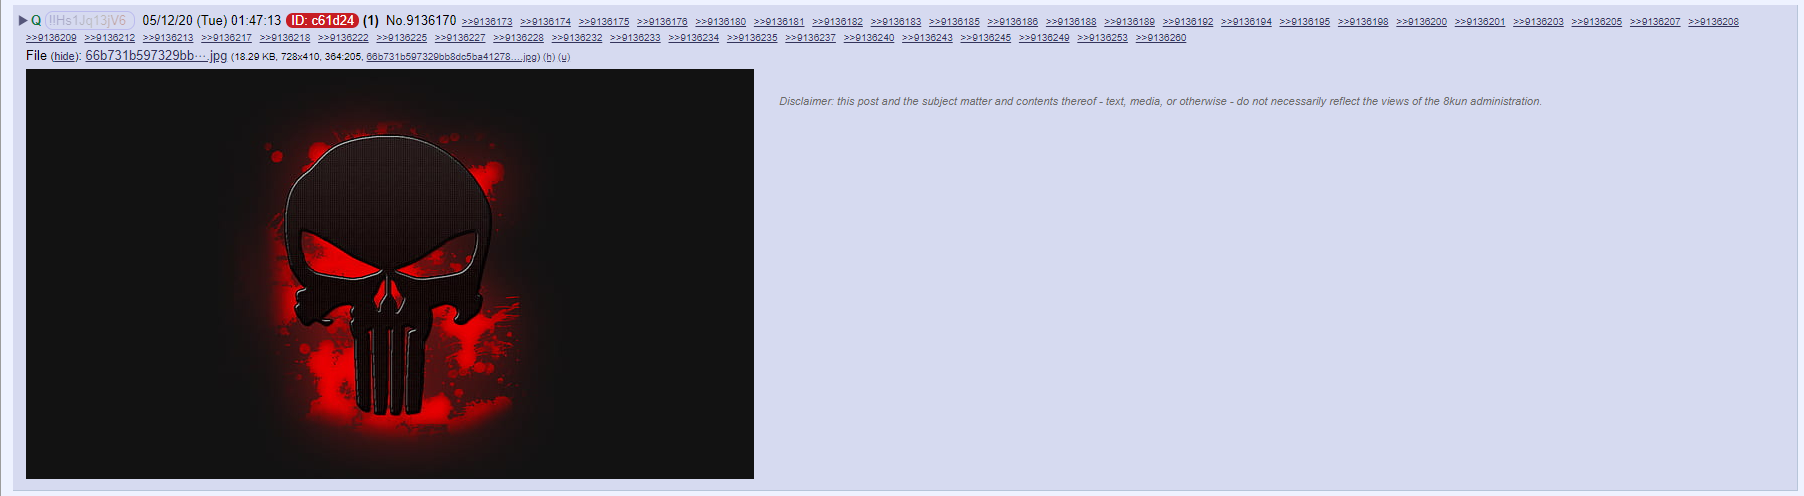 ▶ Q !!Hs1Jq13jV6 05/12/20 (Tue) 01:47:13 ID: c61d24 (1) No.9136170 >>9136173 >>9136174 >>9136175 >>9136176 >>9136180 >>9136181 >>9136182 >>9136183 >>9136185 >>9136186 >>9136188 >>9136189 >>9136192 >>9136194 >>9136195 >>9136198 >>9136200 >>9136201 >>9136203 >>9136205 >>9136207 >>9136208
>>9136209 >>9136212 >>9136213 >>9136217 >>9136218 >>9136222 >>9136225 >>9136227 >>9136228 >>9136232 >>9136233 >>9136234 >>9136235 >>9136237 >>9136240 >>9136243 >>9136245 >>9136249 >>9136253 >>9136260
File (hide): 66b731b597329bb⋯.jpg (18.29 KB, 728x410, 364:205, 66b731b597329bb8dc5ba41278….jpg) (h) (u)
Disclaimer: this post and the subject matter and contents thereof - text, media, or otherwise - do not necessarily reflect the views of the 8kun administration.